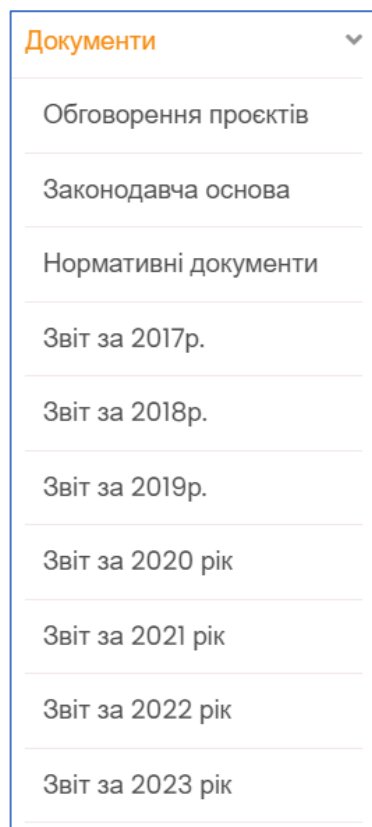 Документи
Обговорення проєктів
Законодавча основа
Нормативні документи
Звіт за 2017р.
Звіт за 2018р.
Звіт за 2019р.
Звіт за 2020 рік
Звіт за 2021 рік
Звіт за 2022 рік
Звіт за 2023 рік